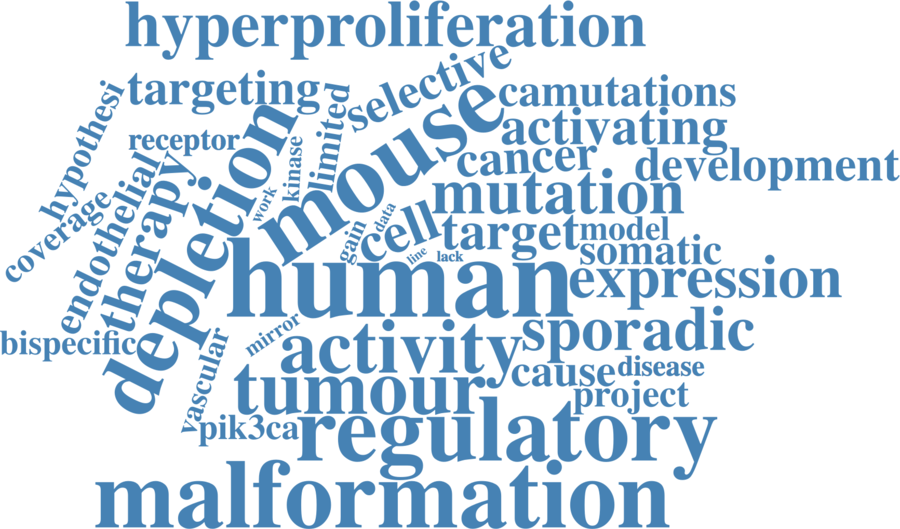 hyperproliferation
targeting
selective
camutations
hypothesi
receptor
limited
mouse
activating
kinase
cancer
development
coverage
endothelial
therapy
depletion
work
mutation
data
gain
cell
target
model
line
lack
somatic
human
expression
bispecific
mirror
activity
sporadic
vascular
cause
disease
tumour
project
pik3ca
regulatory
malformation